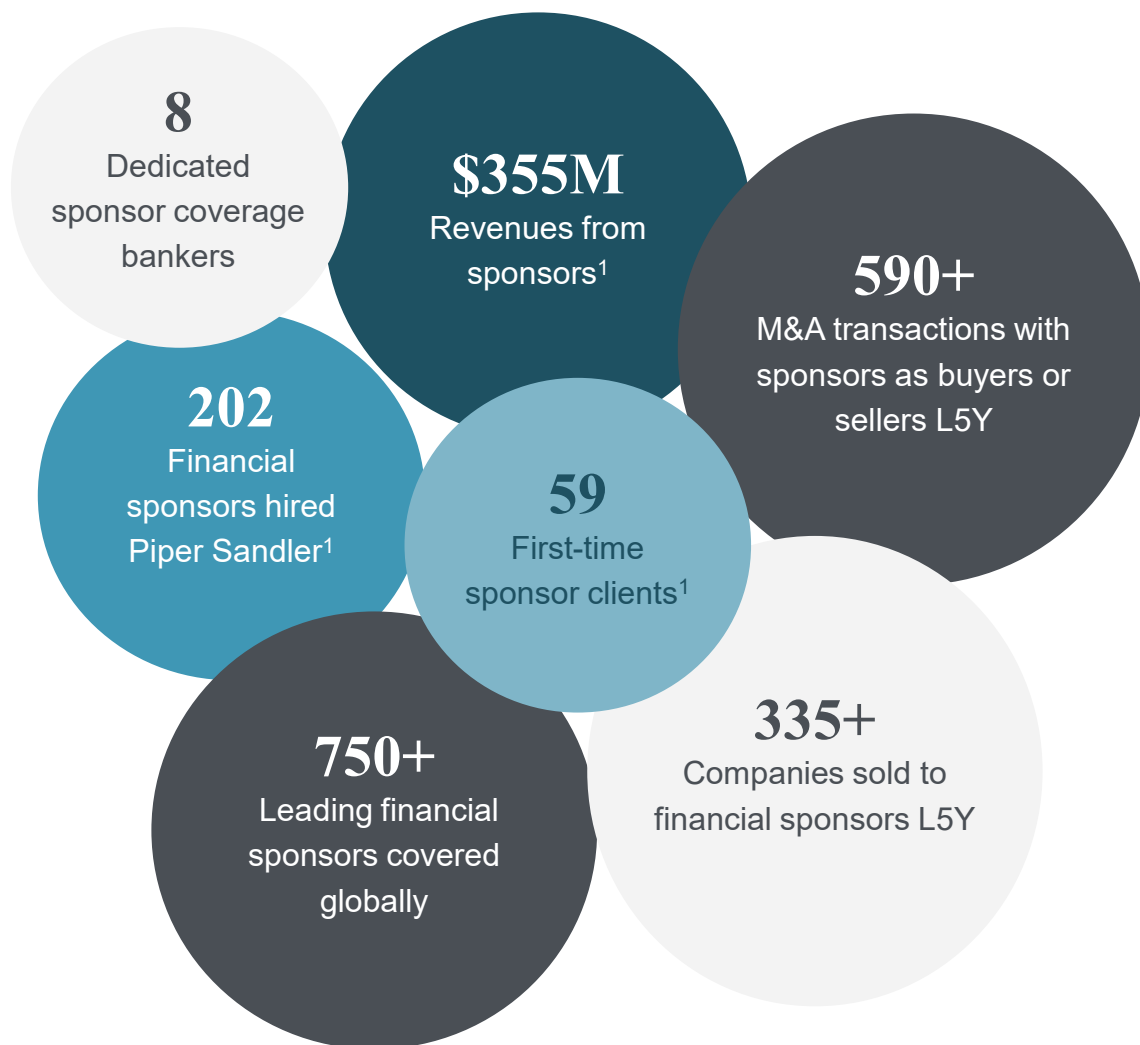 8
Dedicated
sponsor coverage
bankers
$355M
Revenues from
sponsors¹
590+
M&A transactions with
sponsors as buyers or
sellers L5Y
202
Financial
sponsors hired
Piper Sandler¹
59
First-time
sponsor clients¹
335+
Companies sold to
financial sponsors L5Y
750+
Leading financial
sponsors covered
globally